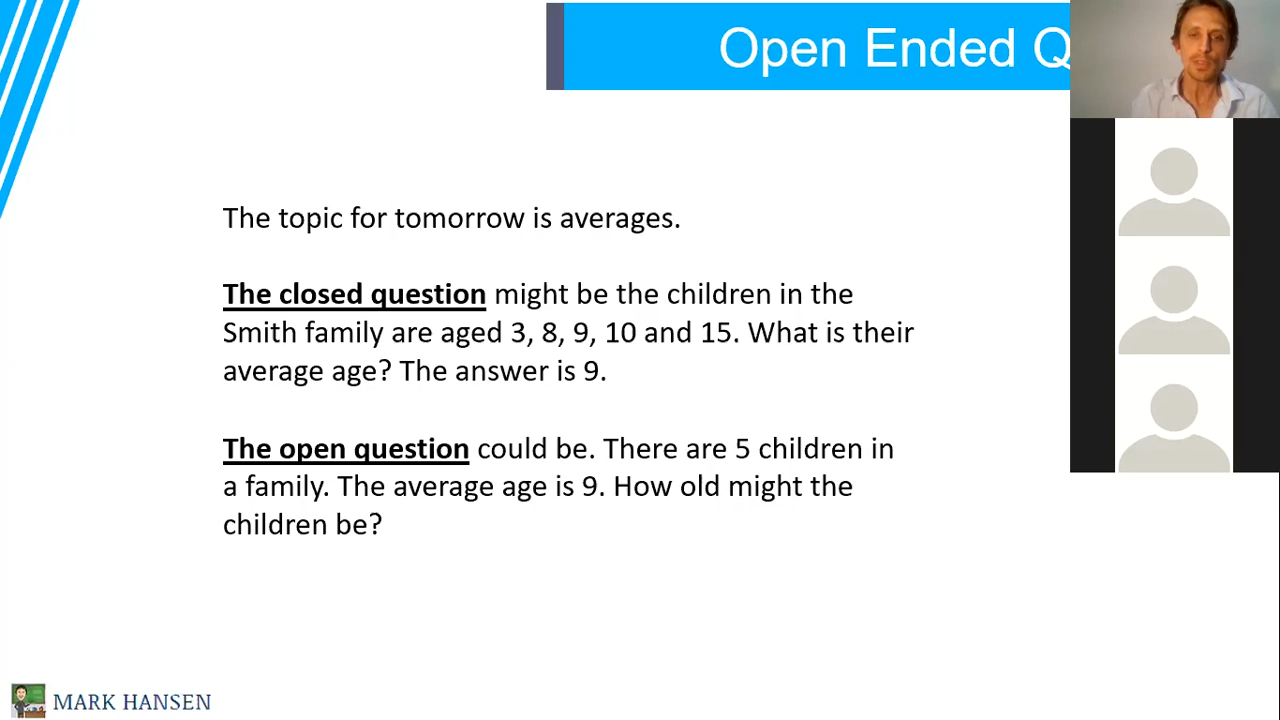 Open Ended Q
The topic for tomorrow is averages.
The closed question might be the children in the
Smith family are aged 3, 8, 9, 10 and 15. What is their
average age? The answer is 9.
The open question could be. There are 5 children in
a family. The average age is 9. How old might the
children be?
MARK HANSEN